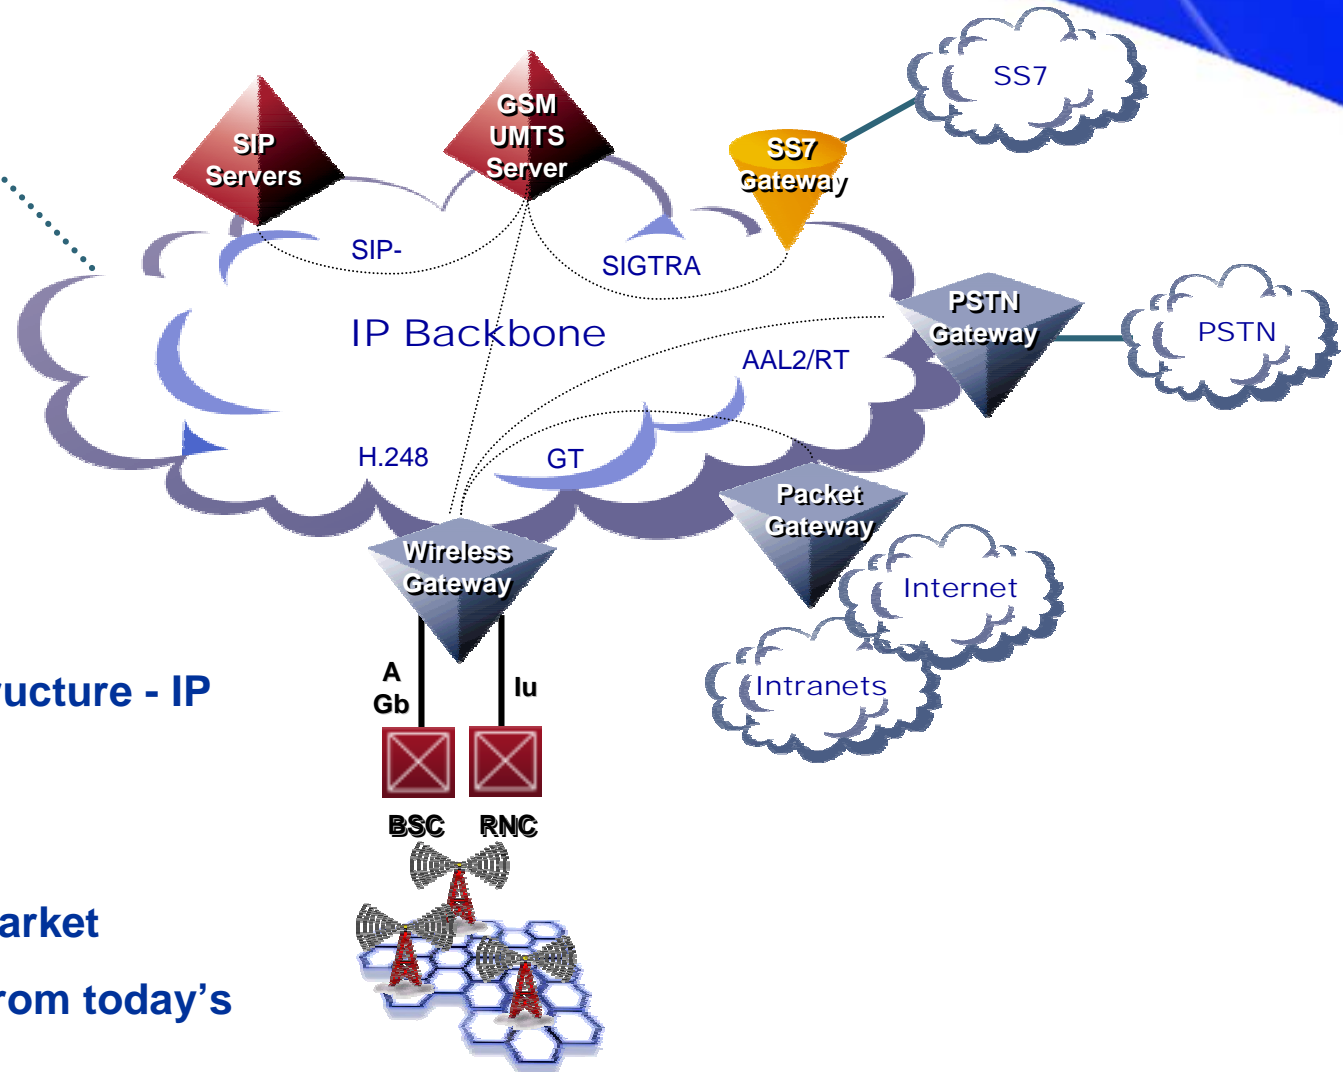 SS7
GSM
UMTS
Server
SIP
Servers
SS7
Gateway
SIP-
SIGTRA
PSTN
Gateway
PSTN
IP Backbone
AAL2/RT
H.248
GT
Packet
Gateway
Wireless
Gateway
Internet
Intranets
A
Gb
Iu
ucture - IP
BSC
RNC
arket
rom today's